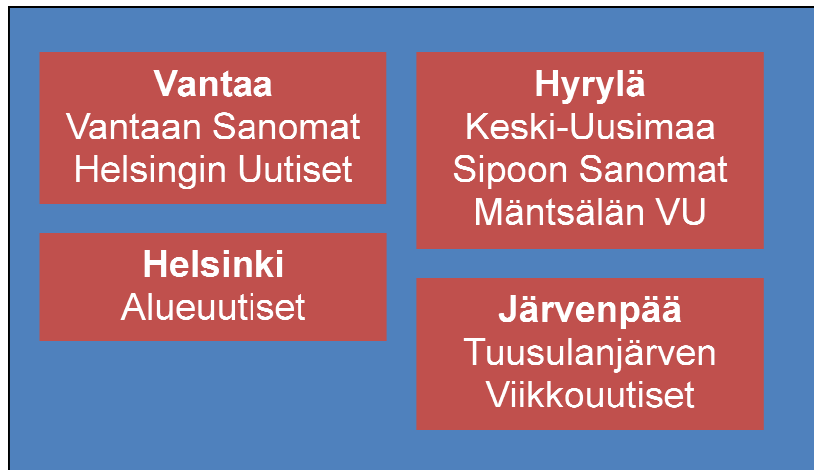 Vantaa
Vantaan Sanomat
Helsingin Uutiset
Helsinki
Alueuutiset
Hyrylä
Keski-Uusimaa
Sipoon Sanomat
Mäntsälän VU
Järvenpää
Tuusulanjärven
Viikkouutiset